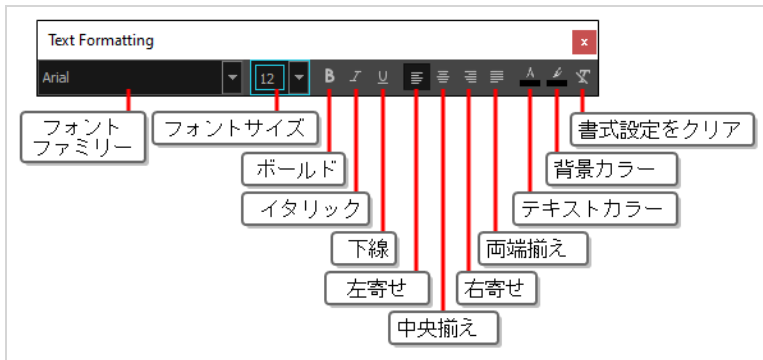 Text Formatting
x
Arial
12
B I U
A
フォント
ファミリー
フォントサイズ
書式設定をクリア
ボールド
背景カラー
イタリック
テキストカラー
下線
両端揃え
左寄せ
右寄せ
中央揃え